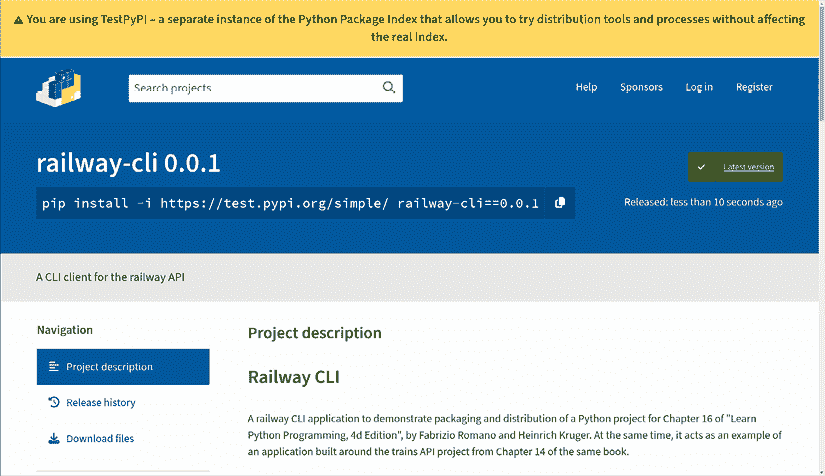 You are using TestPyPI – a separate instance of the Python Package Index that allows you to try distribution tools and processes without affecting
the real Index.
Search projects
Help
Sponsors
Log in
Register
railway-cli 0.0.1
Latest version
pip install -i https://test.pypi.org/simple/ railway-cli==0.0.1
Released: less than 10 seconds ago
A CLI client for the railway API
Navigation
Project description
Release history
Download files
Project description
Railway CLI
A railway CLI application to demonstrate packaging and distribution of a Python project for Chapter 16 of "Learn
Python Programming, 4d Edition", by Fabrizio Romano and Heinrich Kruger. At the same time, it acts as an example of
an application built around the trains API project from Chapter 14 of the same book.